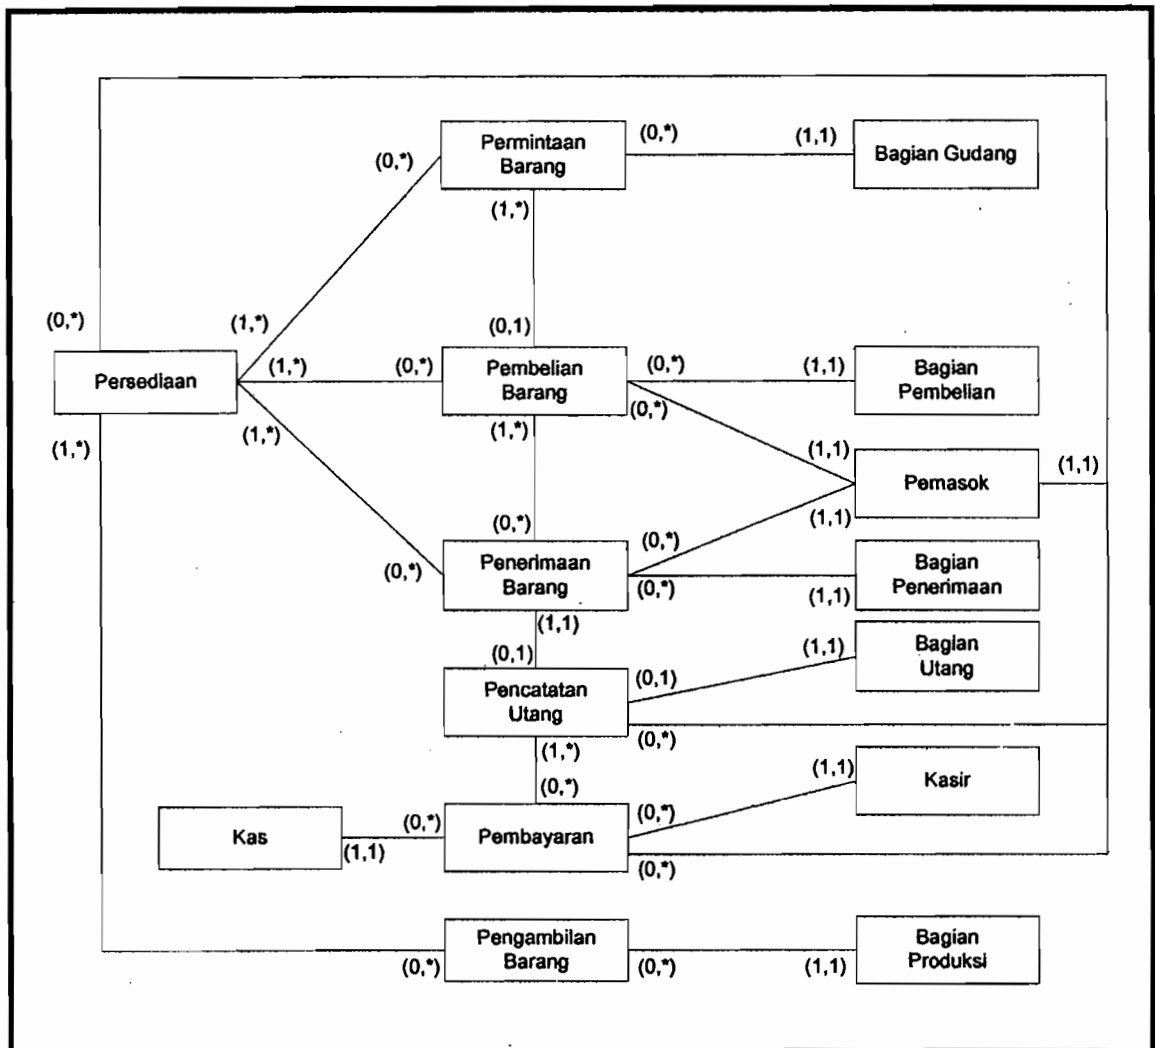 Permintaan
Barang
(0,*)
(1,1)
Bagian Gudang
(0,*)
(1,*)
(0,*)
(1,*)
(0,1)
(1,*)
(0,*)
Persediaan
Pembelian
Barang
(0,*)
(1,1)
Bagian
Pembelian
(0,*)
(1,*)
(1,*)
(1,*)
(1,1)
Pemasok
(1,1)
(1,1)
(0,*)
(0,*)
(0,*)
Penerimaan
Barang
(0,*)
(1,1)
Bagian
Penerimaan
(1,1)
(0,1)
Pencatatan
Utang
(0,1)
(1,1)
Bagian
Utang
(0,*)
(1,*)
(0,*)
(1,1)
Kasir
Kas
(1,1)
(0,*)
Pembayaran
(0,*)
(0,*)
Pengambilan
Barang
(0,*)
(0,*)
(1,1)
Bagian
Produksi